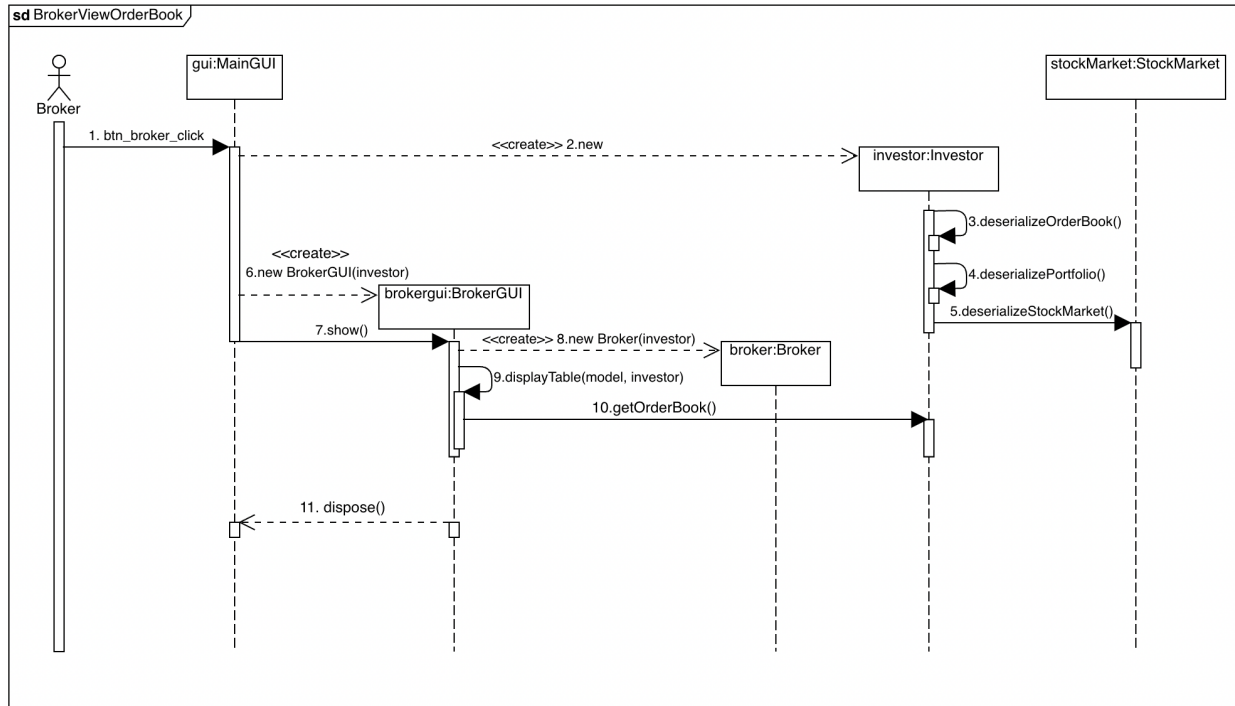 sd BrokerViewOrderBook
Broker
gui:MainGUI
stockMarket:StockMarket
1. btn_broker_click
<<create>> 2.new
investor:Investor
3.deserializeOrderBook()
4.deserializePortfolio()
5.deserializeStockMarket()
<<create>>
6.new BrokerGUI(investor)
brokergui:BrokerGUI
7.show()
<<create>> 8.new Broker(investor)
broker:Broker
9.displayTable(model, investor)
10.getOrderBook()
11. dispose()